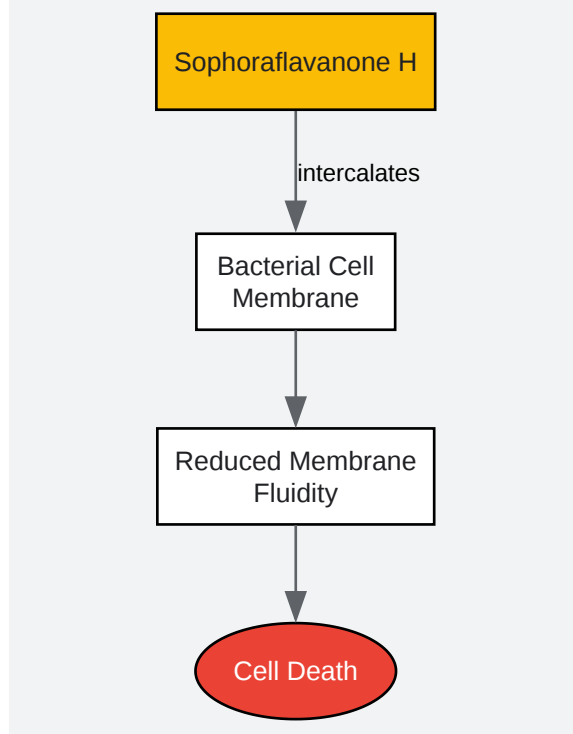 Sophoraflavanone H
intercalates
Bacterial Cell
Membrane
Reduced Membrane
Fluidity
Cell Death